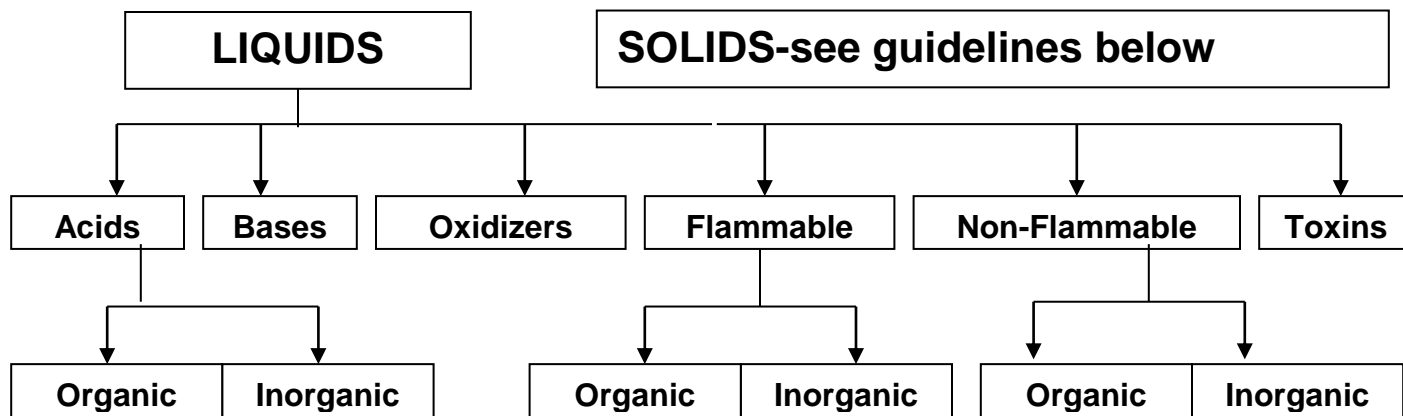 LIQUIDS
SOLIDS-see guidelines below
Acids
Bases
Oxidizers
Flammable
Non-Flammable
Toxins
Organic
Inorganic
Organic
Inorganic
Organic
Inorganic